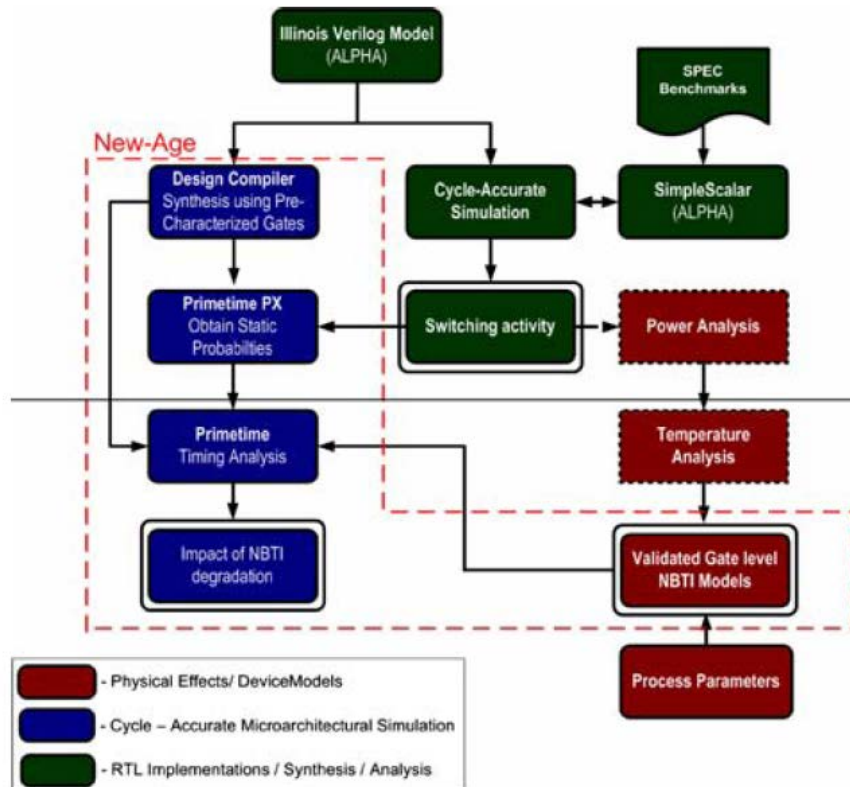 Illinois Verilog Model
(ALPHA)
SPEC
Benchmarks
New-Age
Design Compiler
Synthesis using Pre-
Characterized Gates
Cycle-Accurate
Simulation
SimpleScalar
(ALPHA)
Primetime PX
Obtain Static
Probabilties
Switching activity
Power Analysis
Primetime
Timing Analysis
Temperature
Analysis
Impact of NBTI
degradation
Validated Gate level
NBTI Models
Process Parameters
- Physical Effects/ DeviceModels
- Cycle – Accurate Microarchitectural Simulation
- RTL Implementations / Synthesis / Analysis